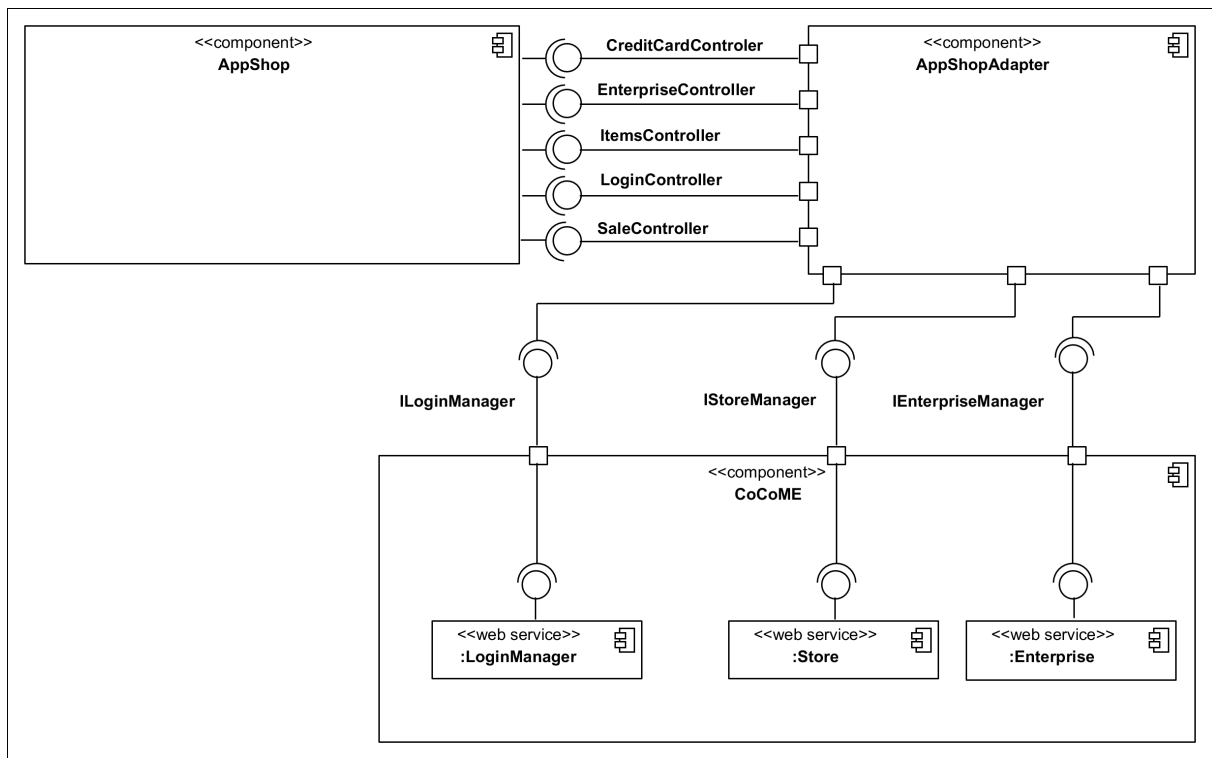 <<component>>
AppShop
CreditCardControler
EnterpriseController
ItemsController
LoginController
SaleController
<<component>>
AppShopAdapter
ILoginManager
IStoreManager
IEnterpriseManager
<<component>>
CoCoME
<<web service>>
:LoginManager
<<web service>>
:Store
<<web service>>
:Enterprise